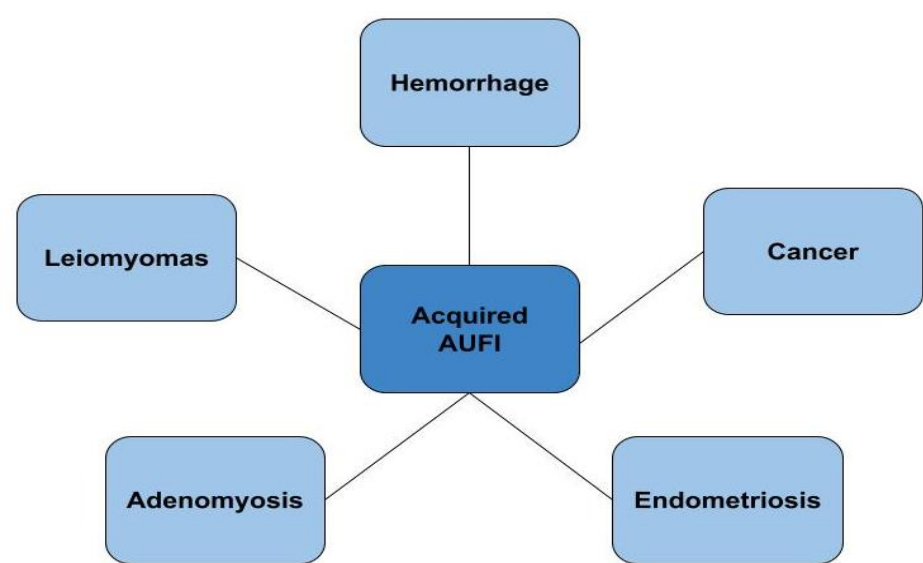 Hemorrhage
Leiomyomas
Cancer
Acquired
AUFI
Adenomyosis
Endometriosis